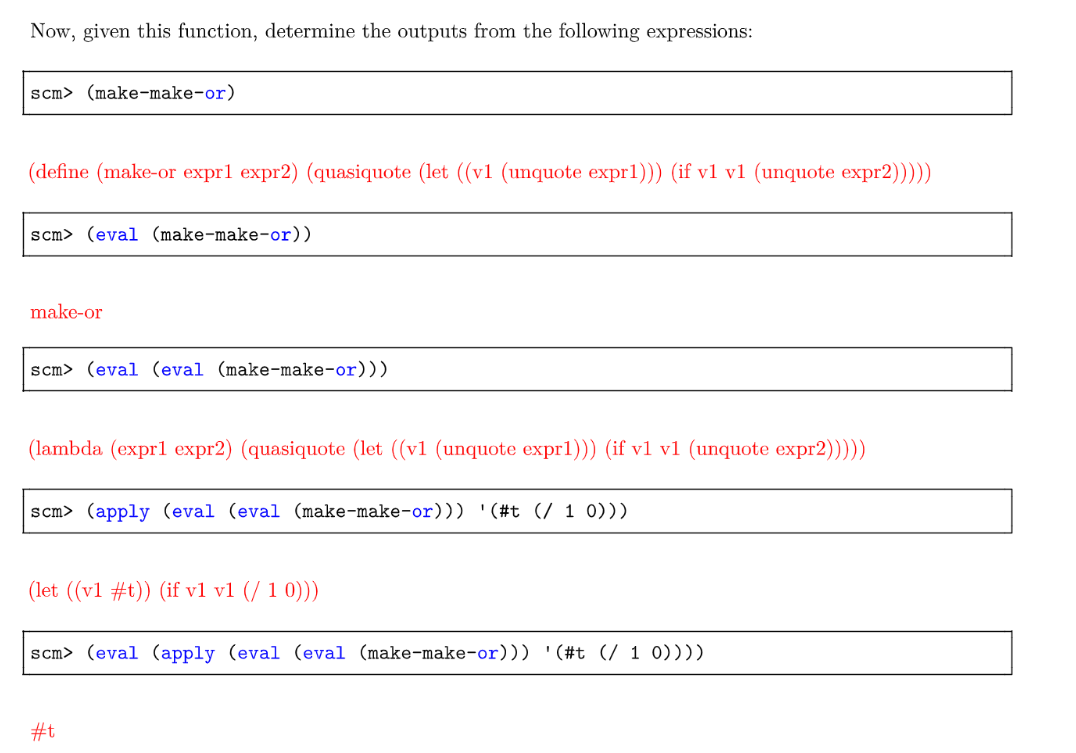 Now, given this function, determine the outputs from the following expressions:
scm> (make-make-or)
(define (make-or expr1 expr2) (quasiquote (let ((v1 (unquote expr1))) (if v1 v1 (unquote expr2)))))
scm> (eval (make-make-or))
make-or
scm> (eval (eval (make-make-or)))
(lambda (expr1 expr2) (quasiquote (let ((v1 (unquote expr1))) (if v1 v1 (unquote expr2)))))
scm> (apply (eval (eval (make-make-or))) '(#t (/ 1 0)))
(let ((v1 #t)) (if v1 v1 (/ 1 0)))
scm> (eval (apply (eval (eval (make-make-or))) '(#t (/ 1 0))))
#t